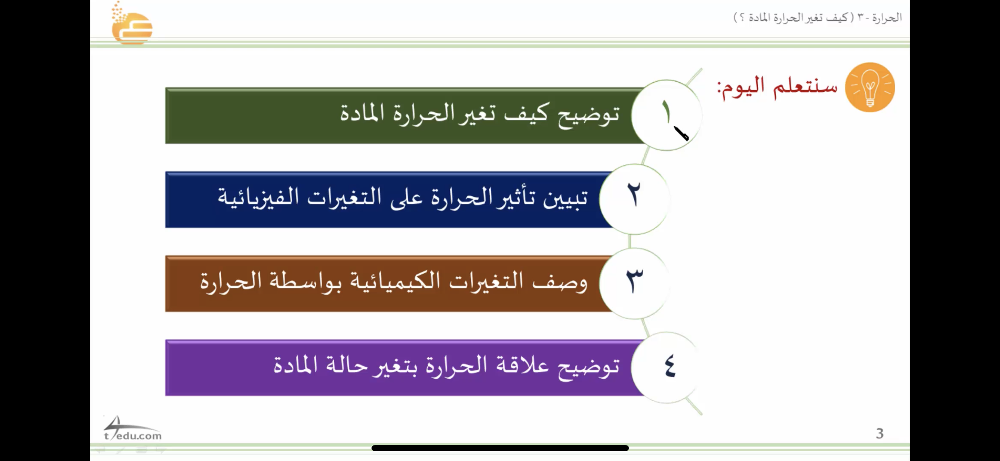 الحرارة - ٣ (كيف تغير الحرارة المادة ؟)
سنتعلم اليوم:
١
توضيح كيف تغير الحرارة المادة
٢
تبيين تأثير الحرارة على التغيرات الفيزيائية
٣
وصف التغيرات الكيميائية بواسطة الحرارة
٤
توضيح علاقة الحرارة بتغير حالة المادة
t4edu.com
3